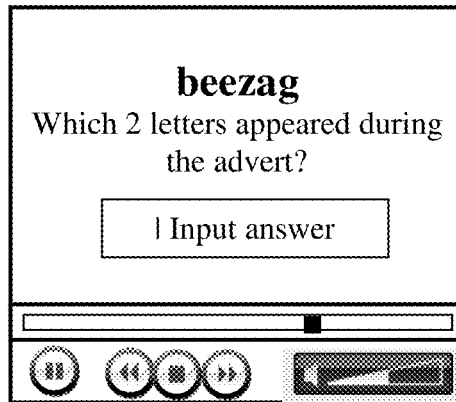 beezag
Which 2 letters appeared during
the advert?
| Input answer